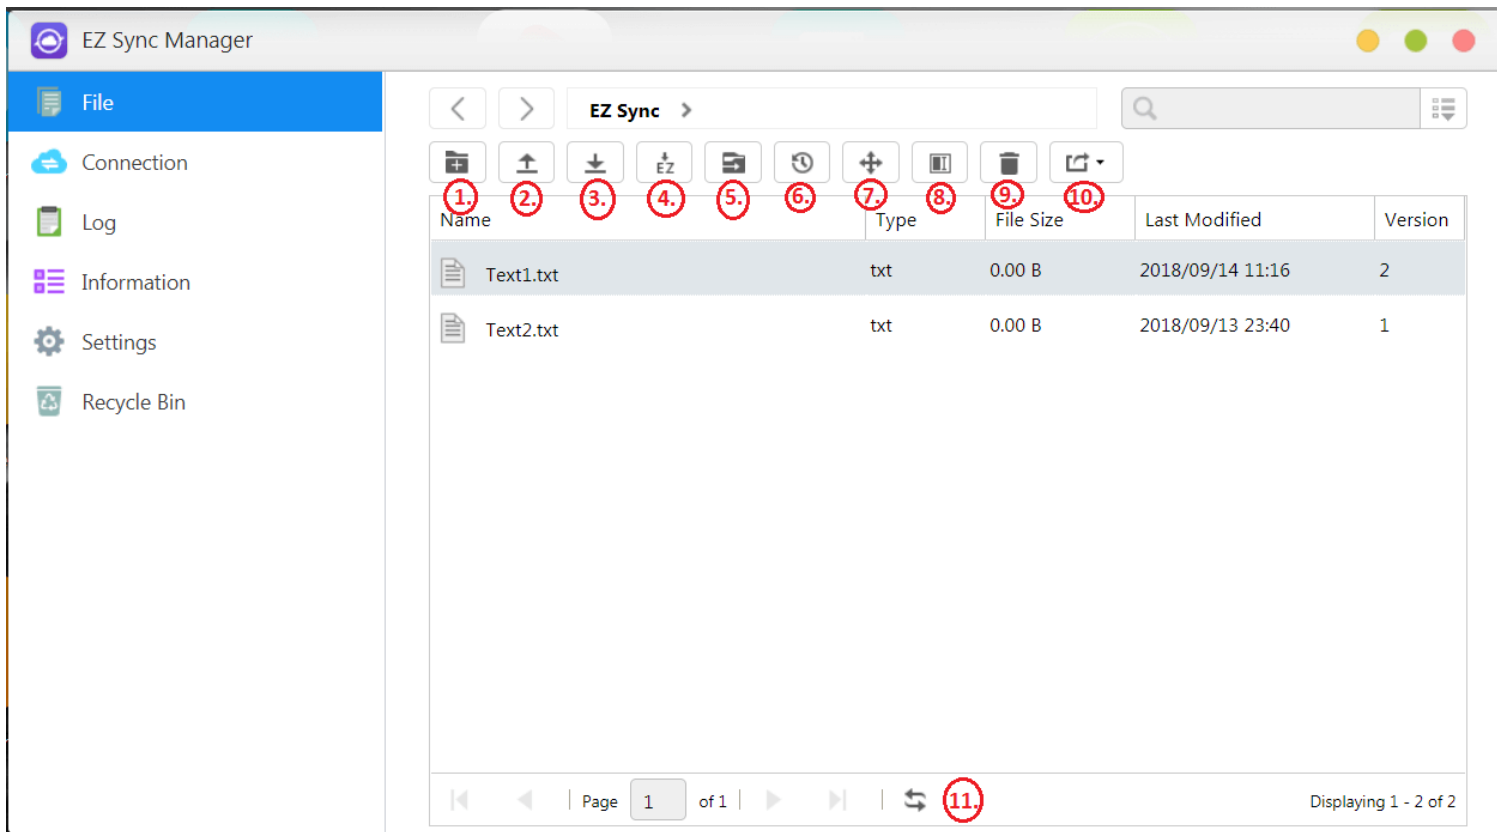 EZ Sync Manager
File
Connection
Log
Information
Settings
Recycle Bin
EZ Sync
EZ
1. 2. 3. 4. 5. 6. 7. 8. 9. 10.
Name Type File Size Last Modified Version
Text1.txt txt 0.00 B 2018/09/14 11:16 2
Text2.txt txt 0.00 B 2018/09/13 23:40 1
Page 1 of 1 11. Displaying 1 - 2 of 2